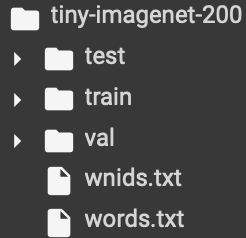 tiny-imagenet-200
test
train
val
wnids.txt
words.txt